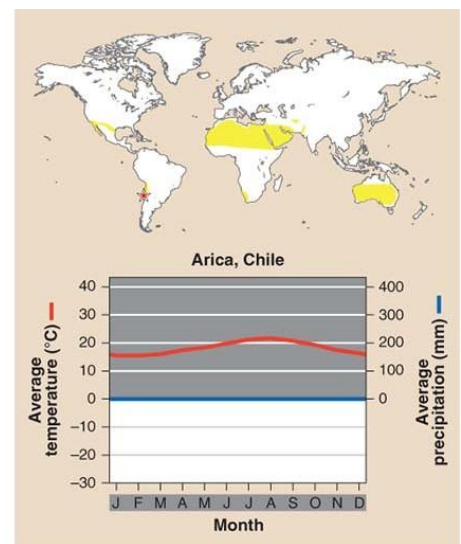 Arica, Chile
40
30
20
10
0
–10
–20
–30
Average
temperature (°C)
400
300
200
100
0
Average
precipitation (mm)
J F M A M J J A S O N D
Month